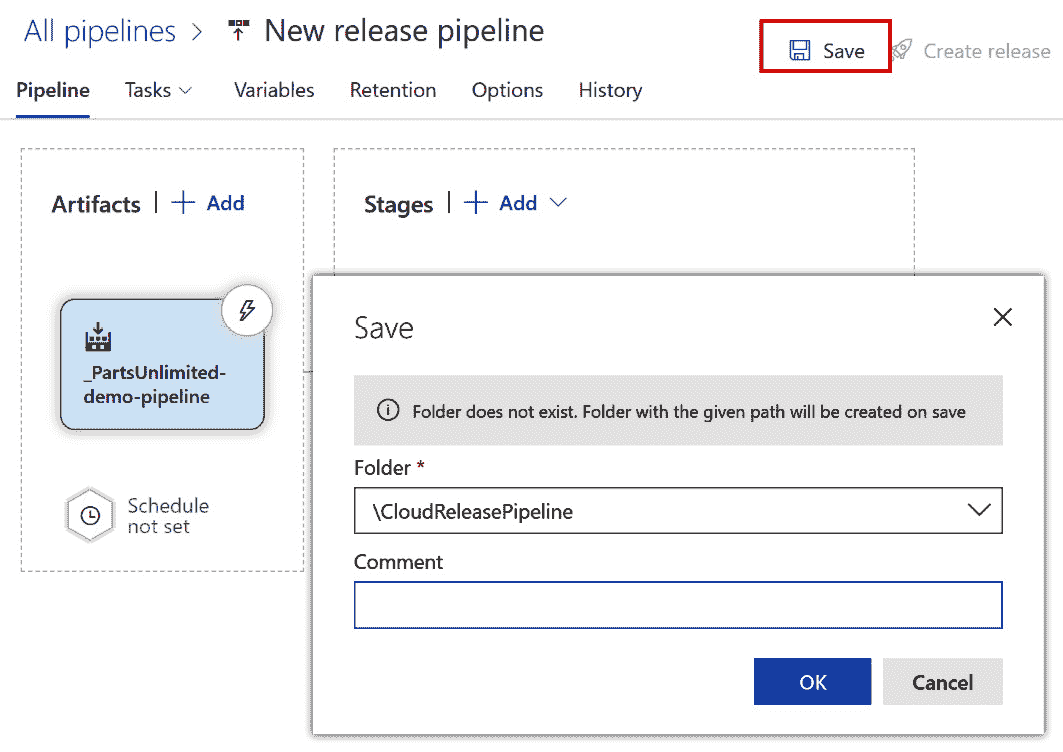 All pipelines > New release pipeline
Save
Create release
Pipeline Tasks Variables Retention Options History
Artifacts | + Add
Stages | + Add
_PartsUnlimited-
demo-pipeline
Schedule
not set
Save
Folder does not exist. Folder with the given path will be created on save
Folder *
\CloudReleasePipeline
Comment
OK Cancel